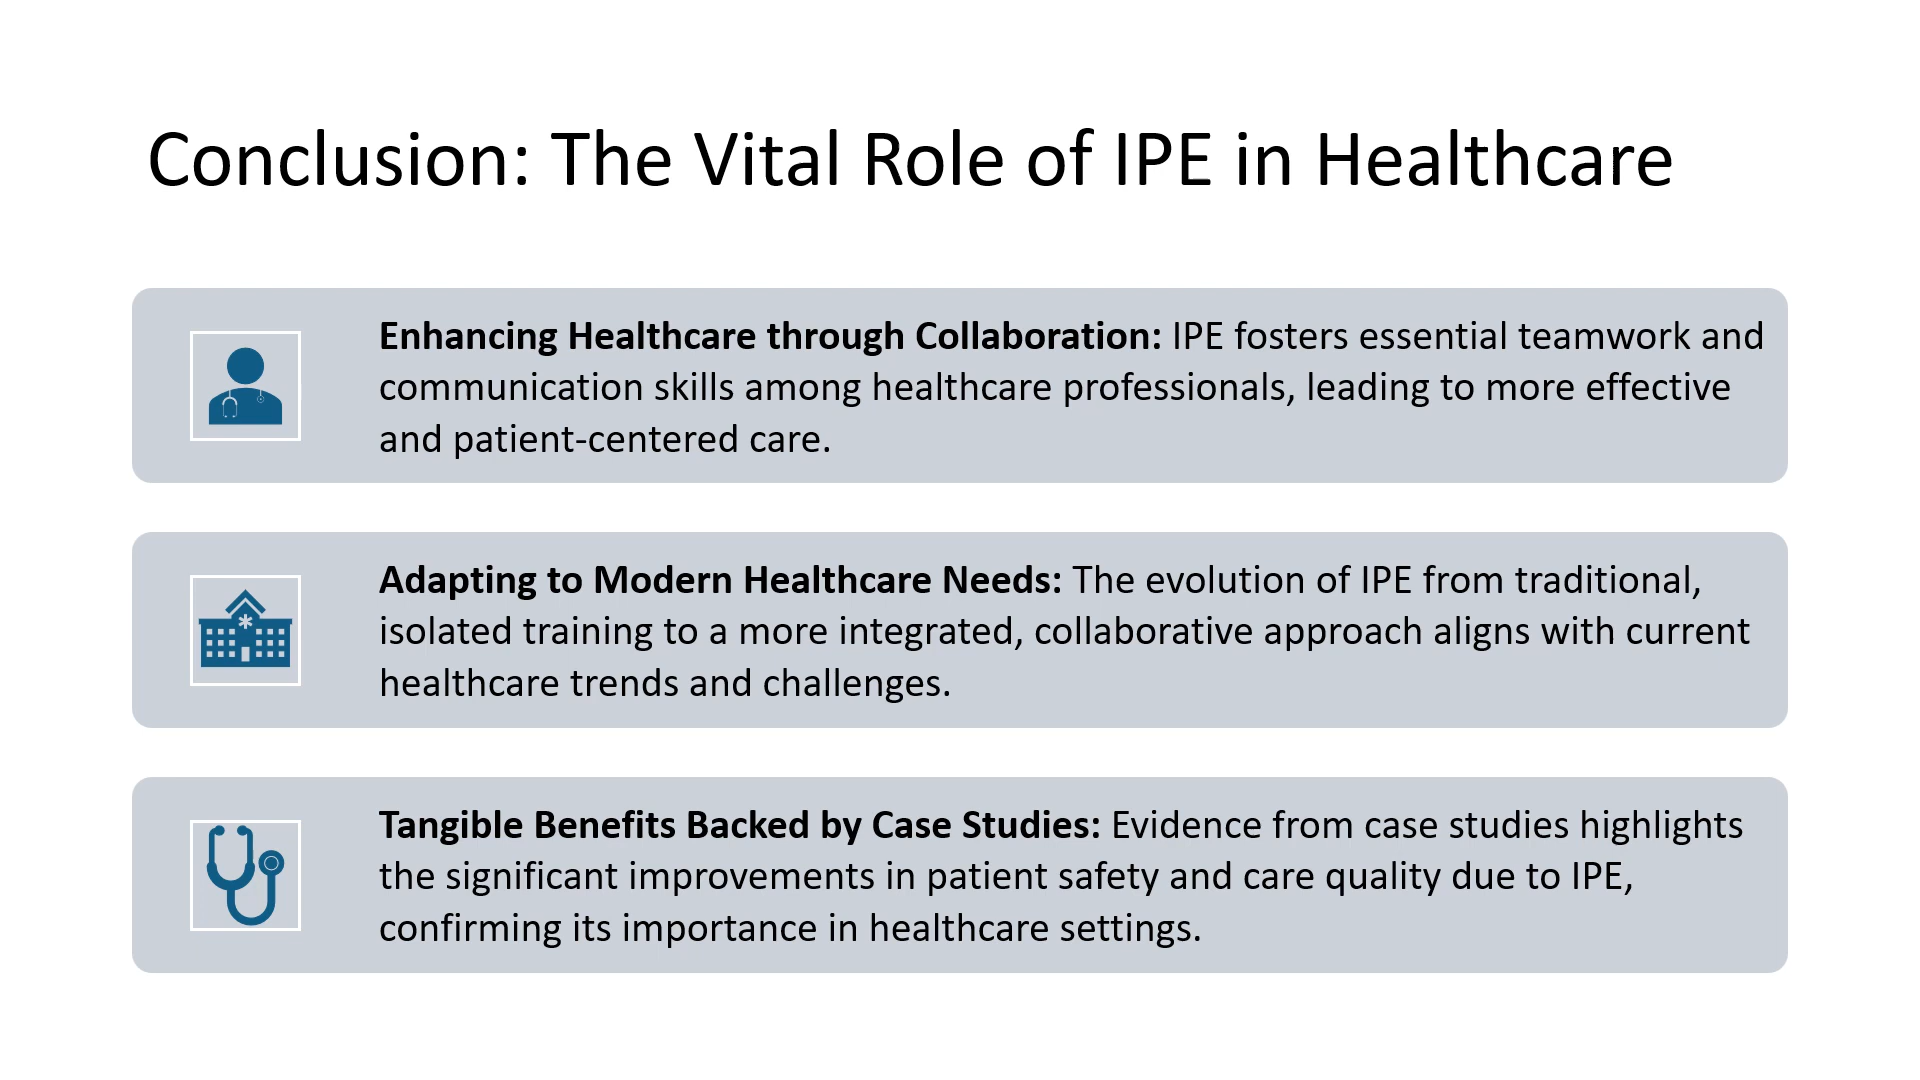 Conclusion: The Vital Role of IPE in Healthcare
Enhancing Healthcare through Collaboration: IPE fosters essential teamwork and
communication skills among healthcare professionals, leading to more effective
and patient-centered care.
Adapting to Modern Healthcare Needs: The evolution of IPE from traditional,
isolated training to a more integrated, collaborative approach aligns with current
healthcare trends and challenges.
Tangible Benefits Backed by Case Studies: Evidence from case studies highlights
the significant improvements in patient safety and care quality due to IPE,
confirming its importance in healthcare settings.